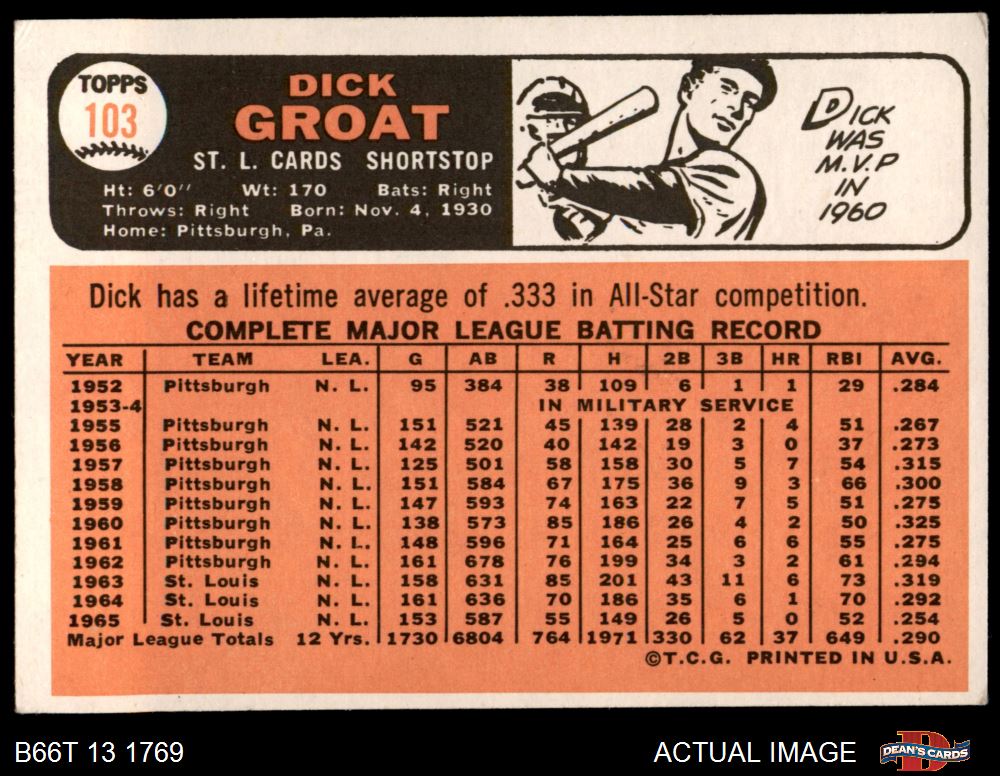 TOPPS
103
DICK
GROAT
ST. L. CARDS SHORTSTOP
Ht: 6'0" Wt: 170 Bats: Right
Throws: Right Born: Nov. 4, 1930
Home: Pittsburgh, Pa.
DICK
WAS
M.V.P
IN
1960
Dick has a lifetime average of .333 in All-Star competition.
COMPLETE MAJOR LEAGUE BATTING RECORD
YEAR TEAM LEA. G AB R H 2B 3B HR RBI AVG.
1952 Pittsburgh N. L. 95 384 38 109 6 1 1 29 .284
1953-4 IN MILITARY SERVICE
1955 Pittsburgh N. L. 151 521 45 139 28 2 4 51 .267
1956 Pittsburgh N. L. 142 520 40 142 19 3 0 37 .273
1957 Pittsburgh N. L. 125 501 58 158 30 5 7 54 .315
1958 Pittsburgh N. L. 151 584 67 175 36 9 3 66 .300
1959 Pittsburgh N. L. 147 593 74 163 22 7 5 51 .275
1960 Pittsburgh N. L. 138 573 85 186 26 4 2 50 .325
1961 Pittsburgh N. L. 148 596 71 164 25 6 6 55 .275
1962 Pittsburgh N. L. 161 678 76 199 34 3 2 61 .294
1963 St. Louis N. L. 158 631 85 201 43 11 6 73 .319
1964 St. Louis N. L. 161 636 70 186 35 6 1 70 .292
1965 St. Louis N. L. 153 587 55 149 26 5 0 52 .254
Major League Totals 12 Yrs. 1730 6804 764 1971 330 62 37 649 .290
©T.C.G. PRINTED IN U.S.A.
B66T 13 1769
ACTUAL IMAGE
DEAN'S CARDS